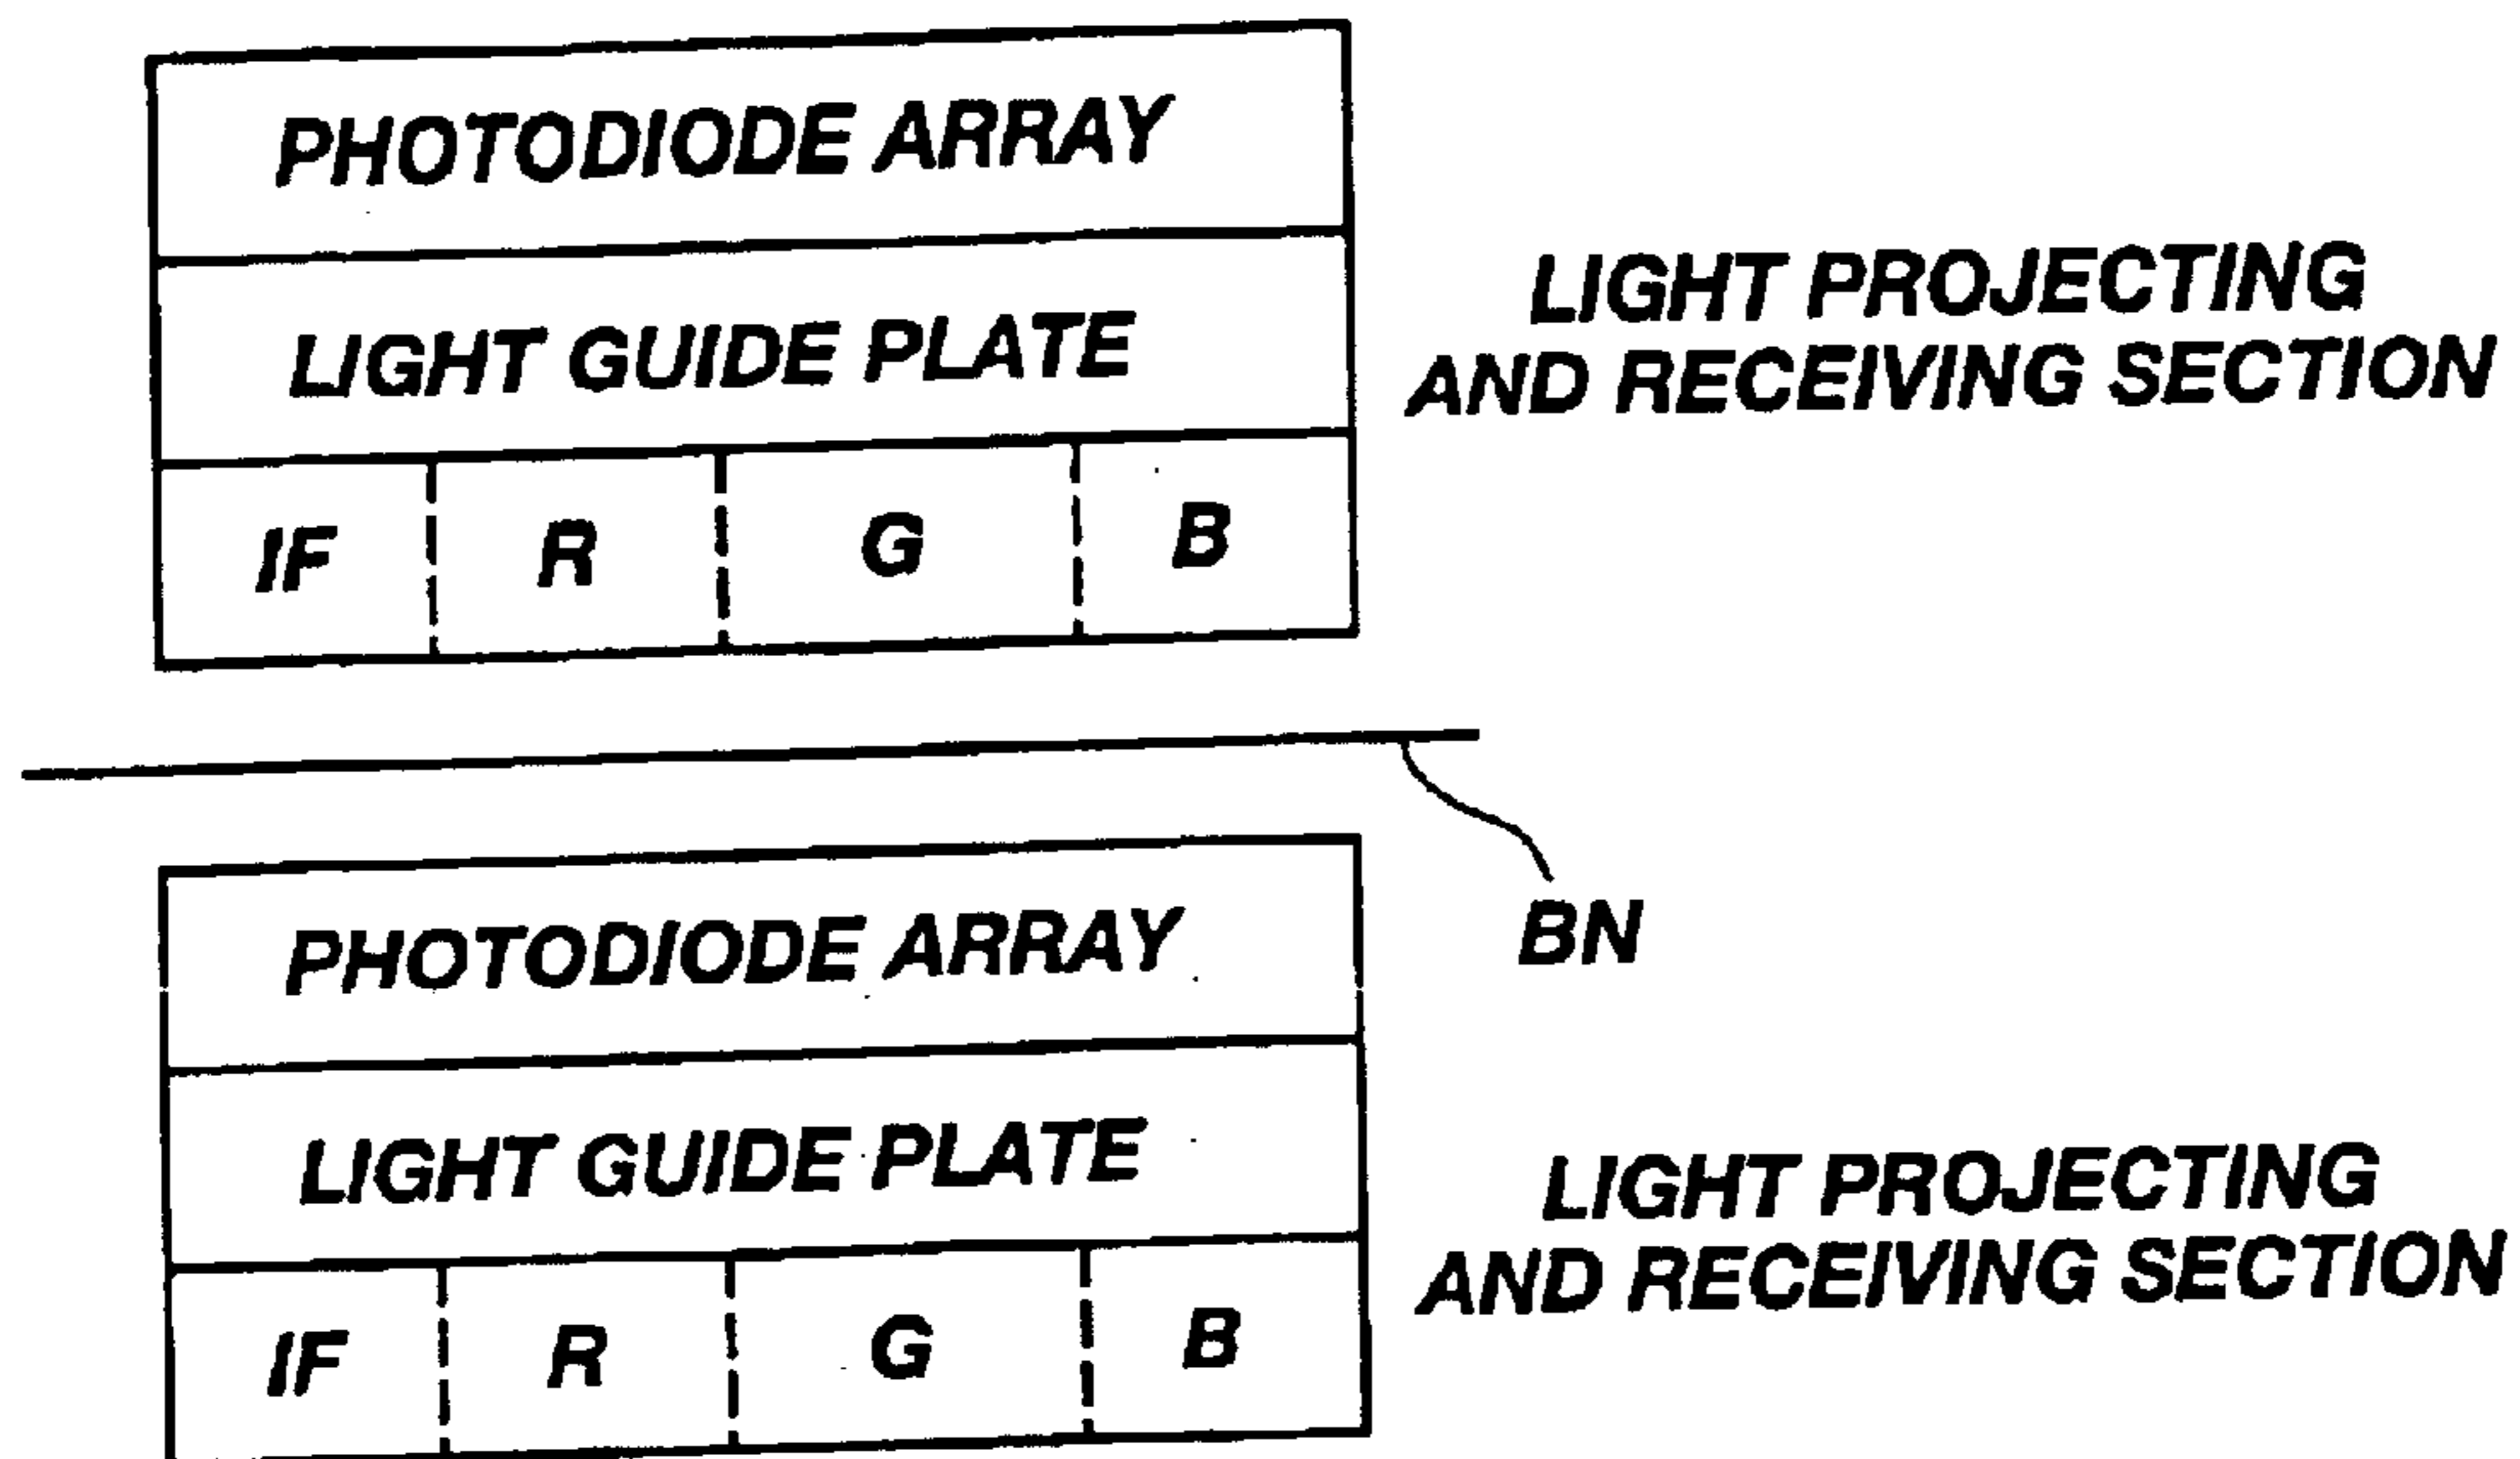 PHOTODIODE ARRAY
LIGHT GUIDE PLATE
IF R G B
LIGHT PROJECTING
AND RECEIVING SECTION
BN
PHOTODIODE ARRAY
LIGHT GUIDE PLATE
IF R G B
LIGHT PROJECTING
AND RECEIVING SECTION